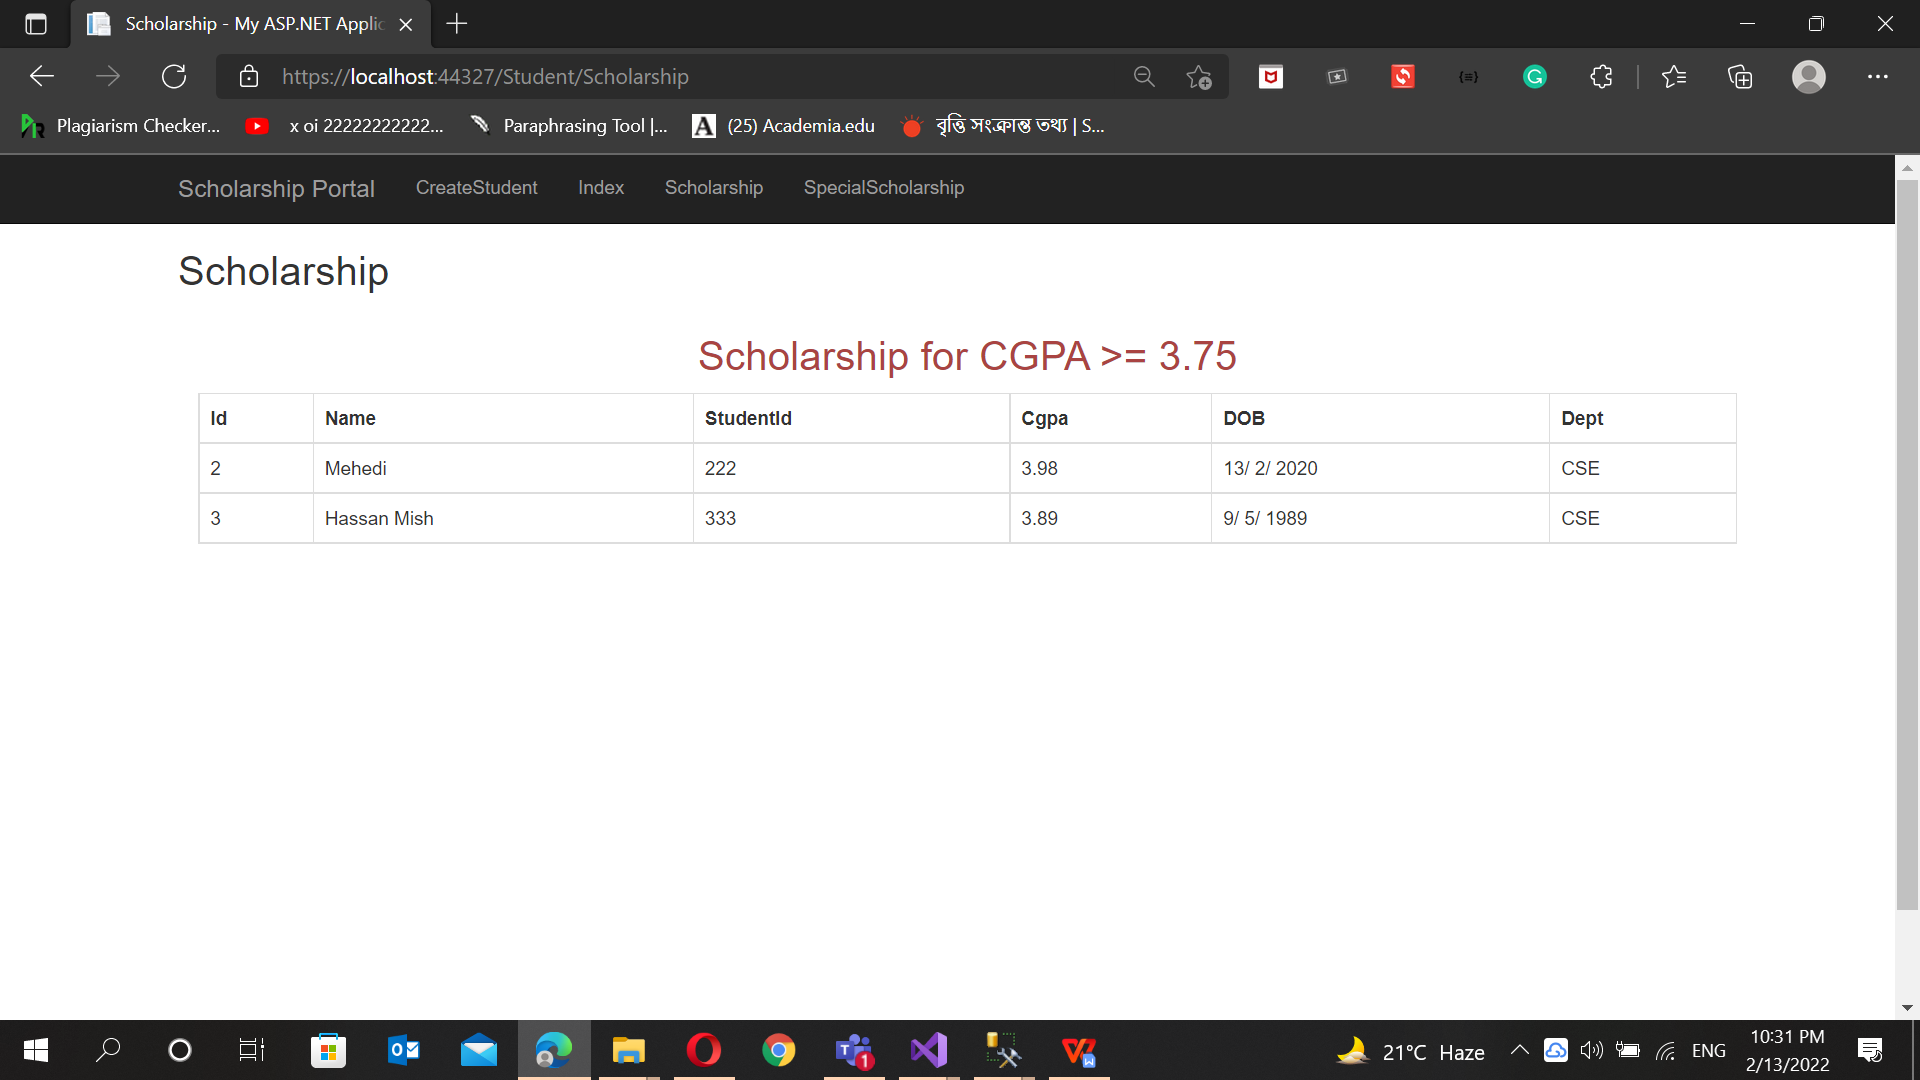 Scholarship - My ASP.NET Applic
https://localhost:44327/Student/Scholarship
Plagiarism Checker... x oi 22222222222... Paraphrasing Tool |... (25) Academia.edu বৃত্তি সংক্রান্ত তথ্য | S...
Scholarship Portal CreateStudent Index Scholarship SpecialScholarship
Scholarship
Scholarship for CGPA >= 3.75
Id Name StudentId Cgpa DOB Dept
2 Mehedi 222 3.98 13/ 2/ 2020 CSE
3 Hassan Mish 333 3.89 9/ 5/ 1989 CSE
21°C Haze ENG 10:31 PM
2/13/2022